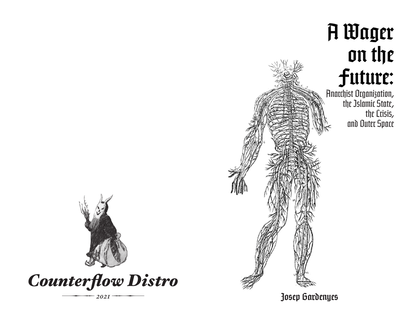 A Wager
on the
Future:
Anarchist Organization,
the Islamic State,
the Crisis,
and Outer Space
Counterflow Distro
2021
Josep Gardenyes